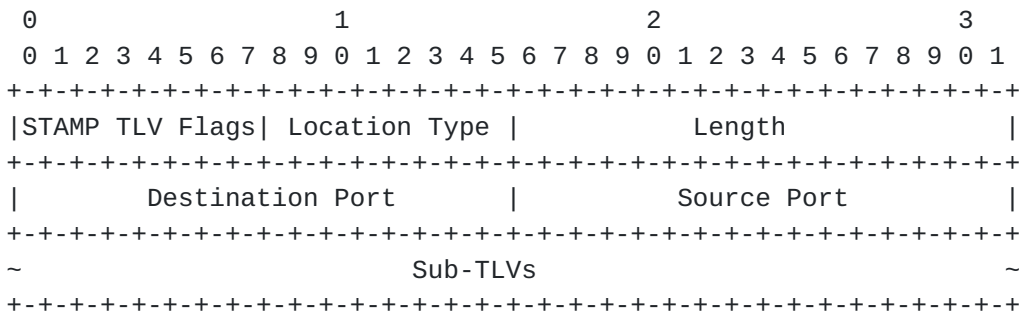 0                   1                   2                   3
 0 1 2 3 4 5 6 7 8 9 0 1 2 3 4 5 6 7 8 9 0 1 2 3 4 5 6 7 8 9 0 1
+-+-+-+-+-+-+-+-+-+-+-+-+-+-+-+-+-+-+-+-+-+-+-+-+-+-+-+-+-+-+-+-+
|STAMP TLV Flags| Location Type |           Length              |
+-+-+-+-+-+-+-+-+-+-+-+-+-+-+-+-+-+-+-+-+-+-+-+-+-+-+-+-+-+-+-+-+
|        Destination Port       |          Source Port          |
+-+-+-+-+-+-+-+-+-+-+-+-+-+-+-+-+-+-+-+-+-+-+-+-+-+-+-+-+-+-+-+-+
~                         Sub-TLVs                              ~
+-+-+-+-+-+-+-+-+-+-+-+-+-+-+-+-+-+-+-+-+-+-+-+-+-+-+-+-+-+-+-+-+